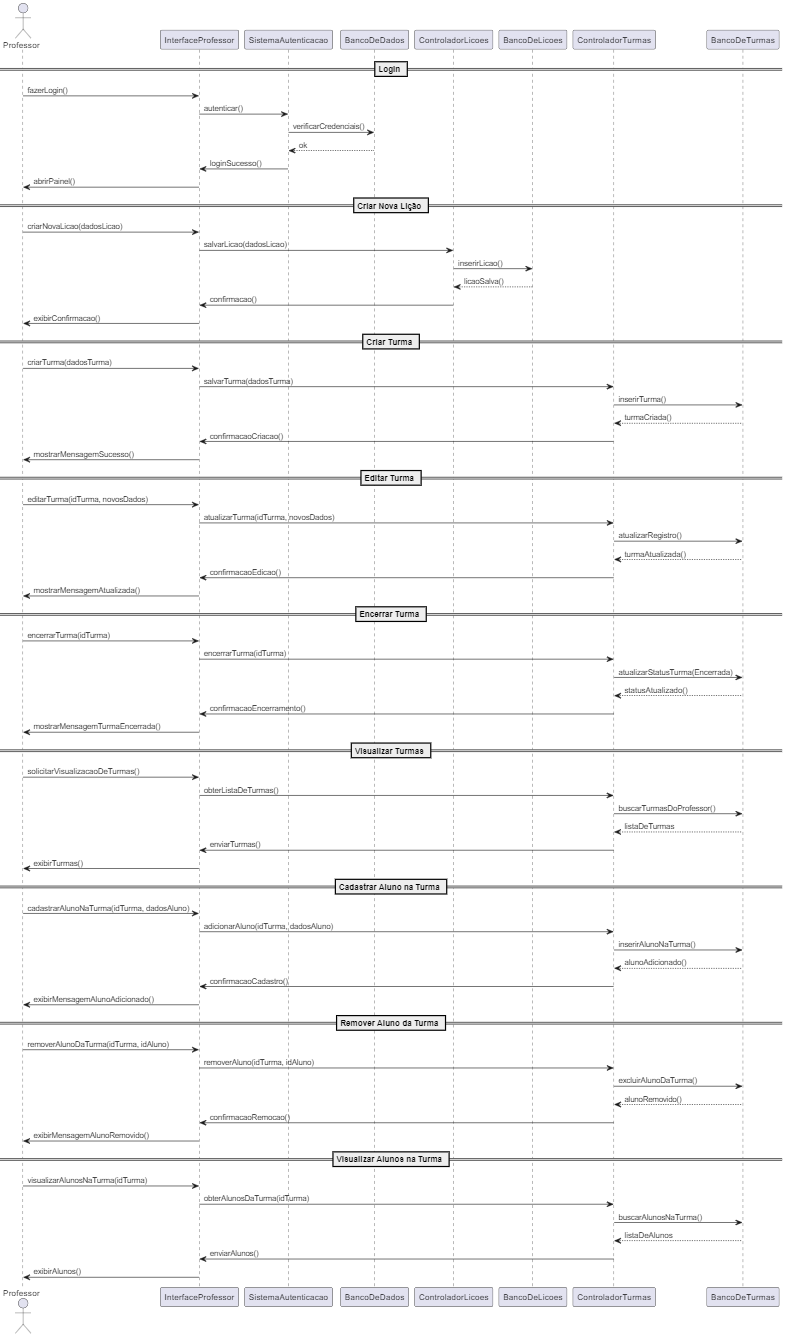 Professor
InterfaceProfessor SistemaAutenticacao BancoDeDados ControladorLicoes BancoDeLicoes ControladorTurmas BancoDeTurmas
Login
fazerLogin()
autenticar()
verificarCredenciais()
ok
loginSucesso()
abrirPainel()
Criar Nova Lição
criarNovaLicao(dadosLicao)
salvarLicao(dadosLicao)
inserirLicao()
licaoSalva()
confirmacao()
exibirConfirmacao()
Criar Turma
criarTurma(dadosTurma)
salvarTurma(dadosTurma)
inserirTurma()
turmaCriada()
confirmacaoCriacao()
mostrarMensagemSucesso()
Editar Turma
editarTurma(idTurma, novosDados)
atualizarTurma(idTurma, novosDados)
atualizarRegistro()
turmaAtualizada()
confirmacaoEdicao()
mostrarMensagemAtualizada()
Encerrar Turma
encerrarTurma(idTurma)
encerrarTurma(idTurma)
atualizarStatusTurma(Encerrada)
statusAtualizado()
confirmacaoEncerramento()
mostrarMensagemTurmaEncerrada()
Visualizar Turmas
solicitarVisualizacaoDeTurmas()
obterListaDeTurmas()
buscarTurmasDoProfessor()
listaDeTurmas
enviarTurmas()
exibirTurmas()
Cadastrar Aluno na Turma
cadastrarAlunoNaTurma(idTurma, dadosAluno)
adicionarAluno(idTurma, dadosAluno)
inserirAlunoNaTurma()
alunoAdicionado()
confirmacaoCadastro()
exibirMensagemAlunoAdicionado()
Remover Aluno da Turma
removerAlunoDaTurma(idTurma, idAluno)
removerAluno(idTurma, idAluno)
excluirAlunoDaTurma()
alunoRemovido()
confirmacaoRemocao()
exibirMensagemAlunoRemovido()
Visualizar Alunos na Turma
visualizarAlunosNaTurma(idTurma)
obterAlunosDaTurma(idTurma)
buscarAlunosNaTurma()
listaDeAlunos
enviarAlunos()
exibirAlunos()
Professor
InterfaceProfessor SistemaAutenticacao BancoDeDados ControladorLicoes BancoDeLicoes ControladorTurmas BancoDeTurmas